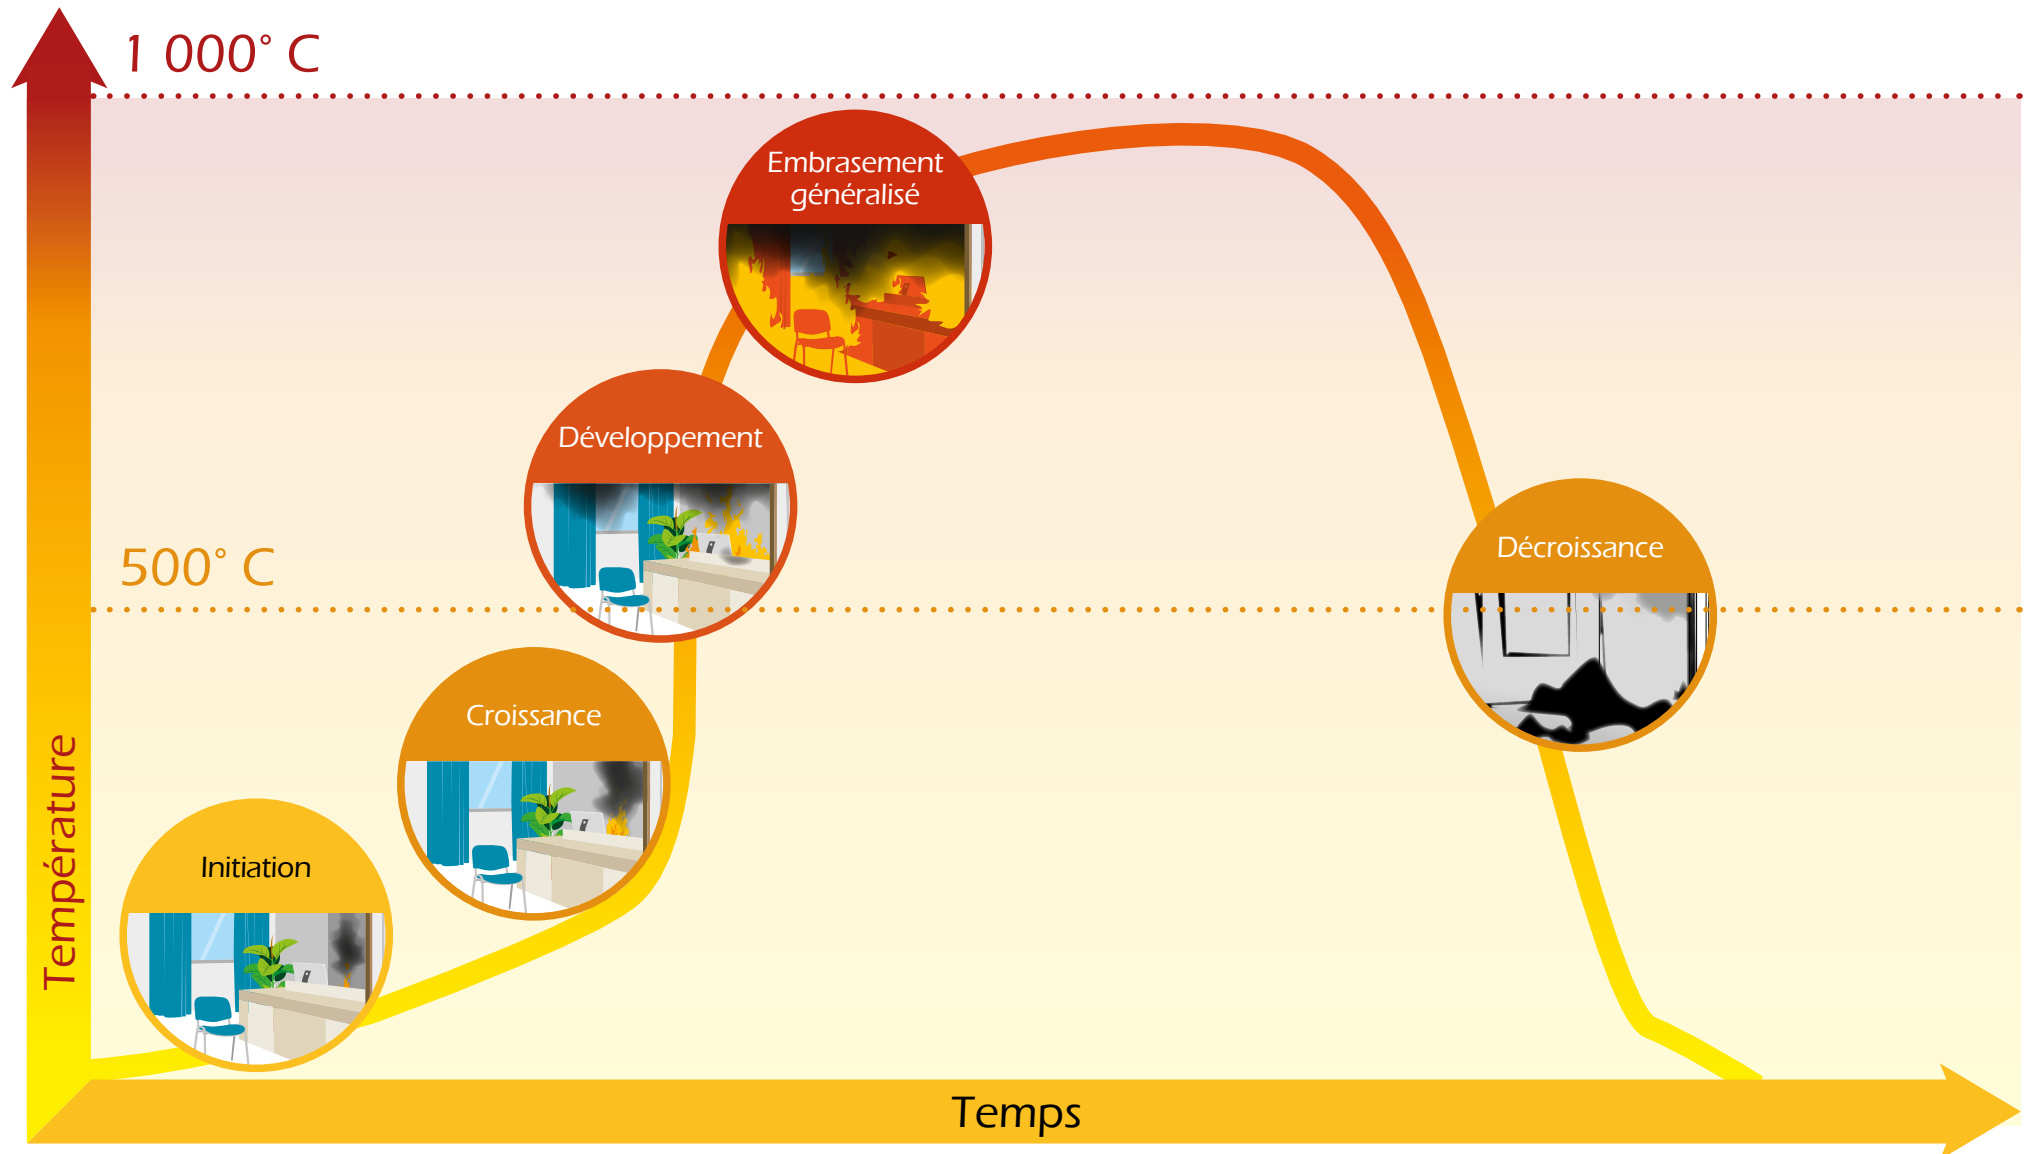 1 000° C
Embrasement
généralisé
Développement
500° C
Décroissance
Croissance
Initiation
Température
Temps